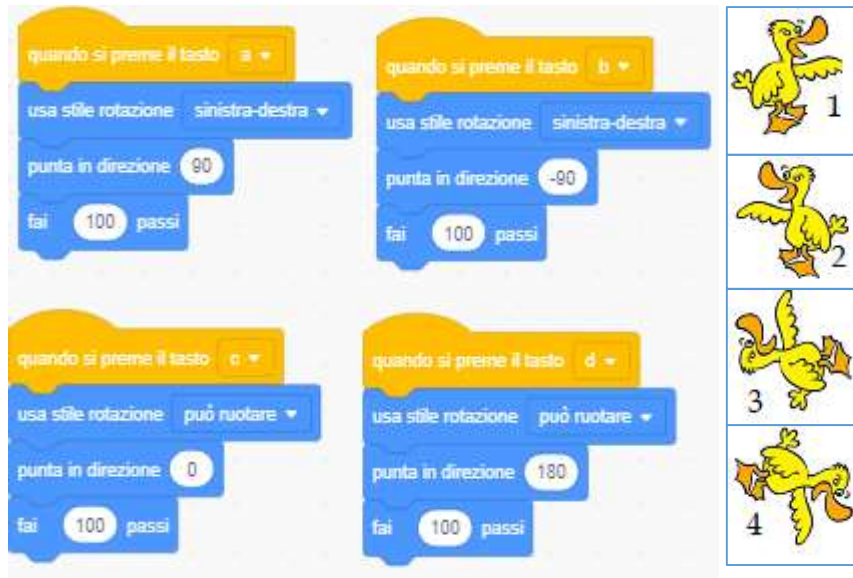 quando si preme il tasto a
usa stile rotazione sinistra-destra
punta in direzione 90
fai 100 passi
quando si preme il tasto b
usa stile rotazione sinistra-destra
punta in direzione -90
fai 100 passi
quando si preme il tasto c
usa stile rotazione può ruotare
punta in direzione 0
fai 100 passi
quando si preme il tasto d
usa stile rotazione può ruotare
punta in direzione 180
fai 100 passi
1
2
3
4